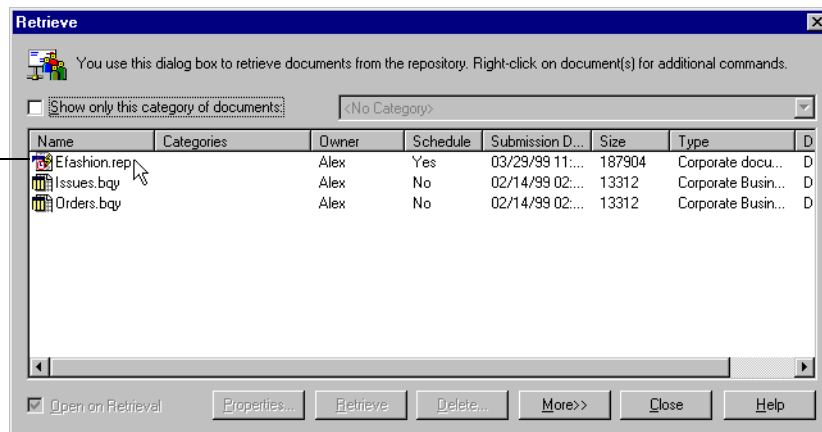 Retrieve
You use this dialog box to retrieve documents from the repository. Right-click on document(s) for additional commands.
Show only this category of documents: <No Category>
Name Categories Owner Schedule Submission D... Size Type D
Efashion.rep Alex Yes 03/29/99 11:... 187904 Corporate docu... D
Issues.bqy Alex No 02/14/99 02:... 13312 Corporate Busin... D
Orders.bqy Alex No 02/14/99 02:... 13312 Corporate Busin... D
Open on Retrieval Properties... Retrieve Delete... More>> Close Help